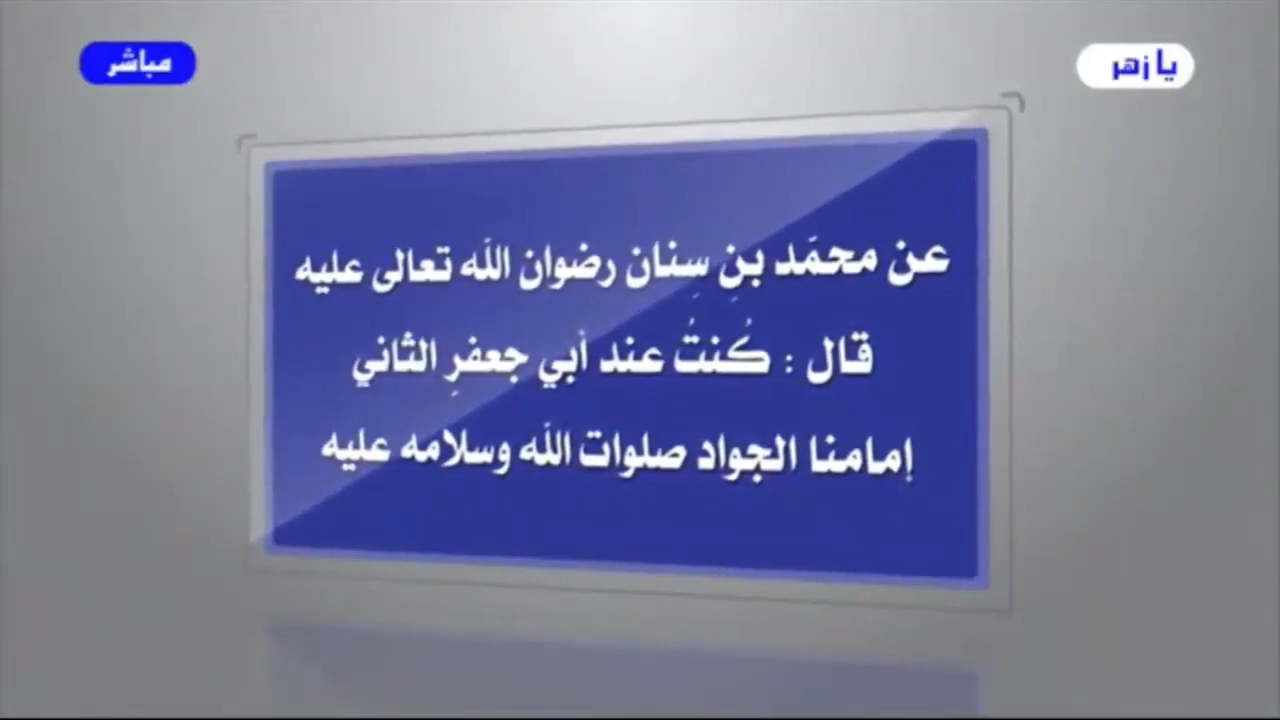 يا زهر
مباشر
عن محمّد بنِ سِنان رضوان الله تعالى عليه
قال : كُنتُ عند أبي جعفرِ الثاني
إمامنا الجواد صلوات الله وسلامه عليه